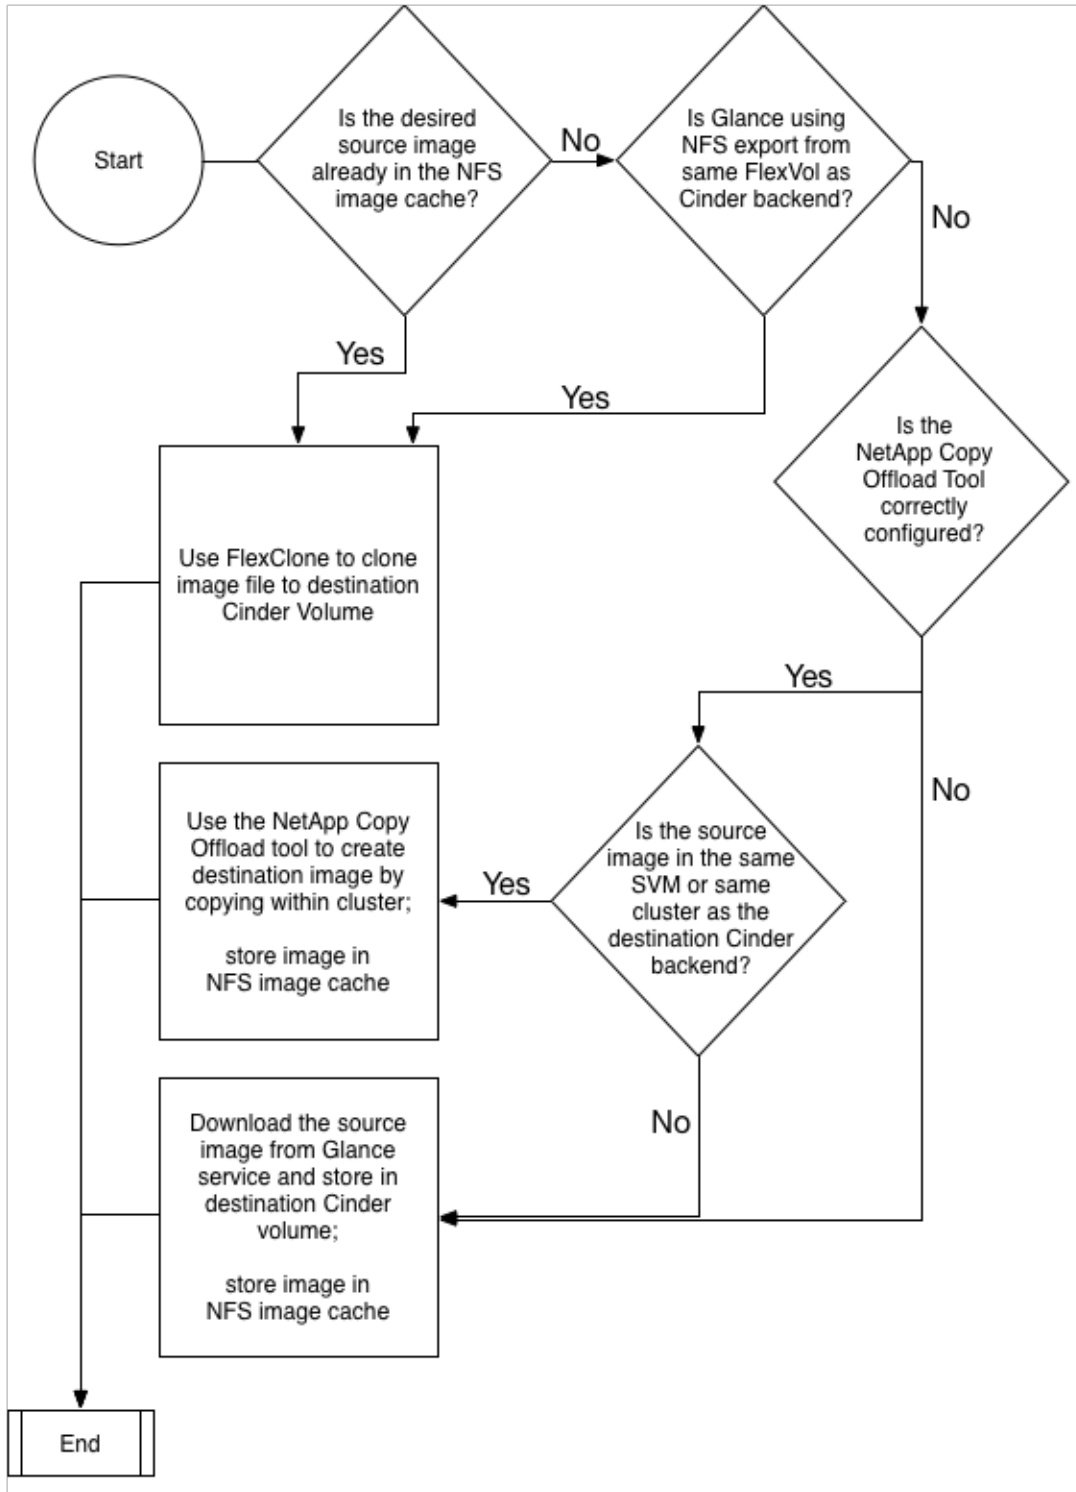 Start
Is the desired
source image
already in the NFS
image cache?
No
Is Glance using
NFS export from
same FlexVol as
Cinder backend?
No
Yes
Yes
Is the
NetApp Copy
Offload Tool
correctly
configured?
Use FlexClone to clone
image file to destination
Cinder Volume
Yes
No
Use the NetApp Copy
Offload tool to create
destination image by
copying within cluster;
store image in
NFS image cache
Yes
Is the source
image in the same
SVM or same
cluster as the
destination Cinder
backend?
No
Download the source
image from Glance
service and store in
destination Cinder
volume;
store image in
NFS image cache
End